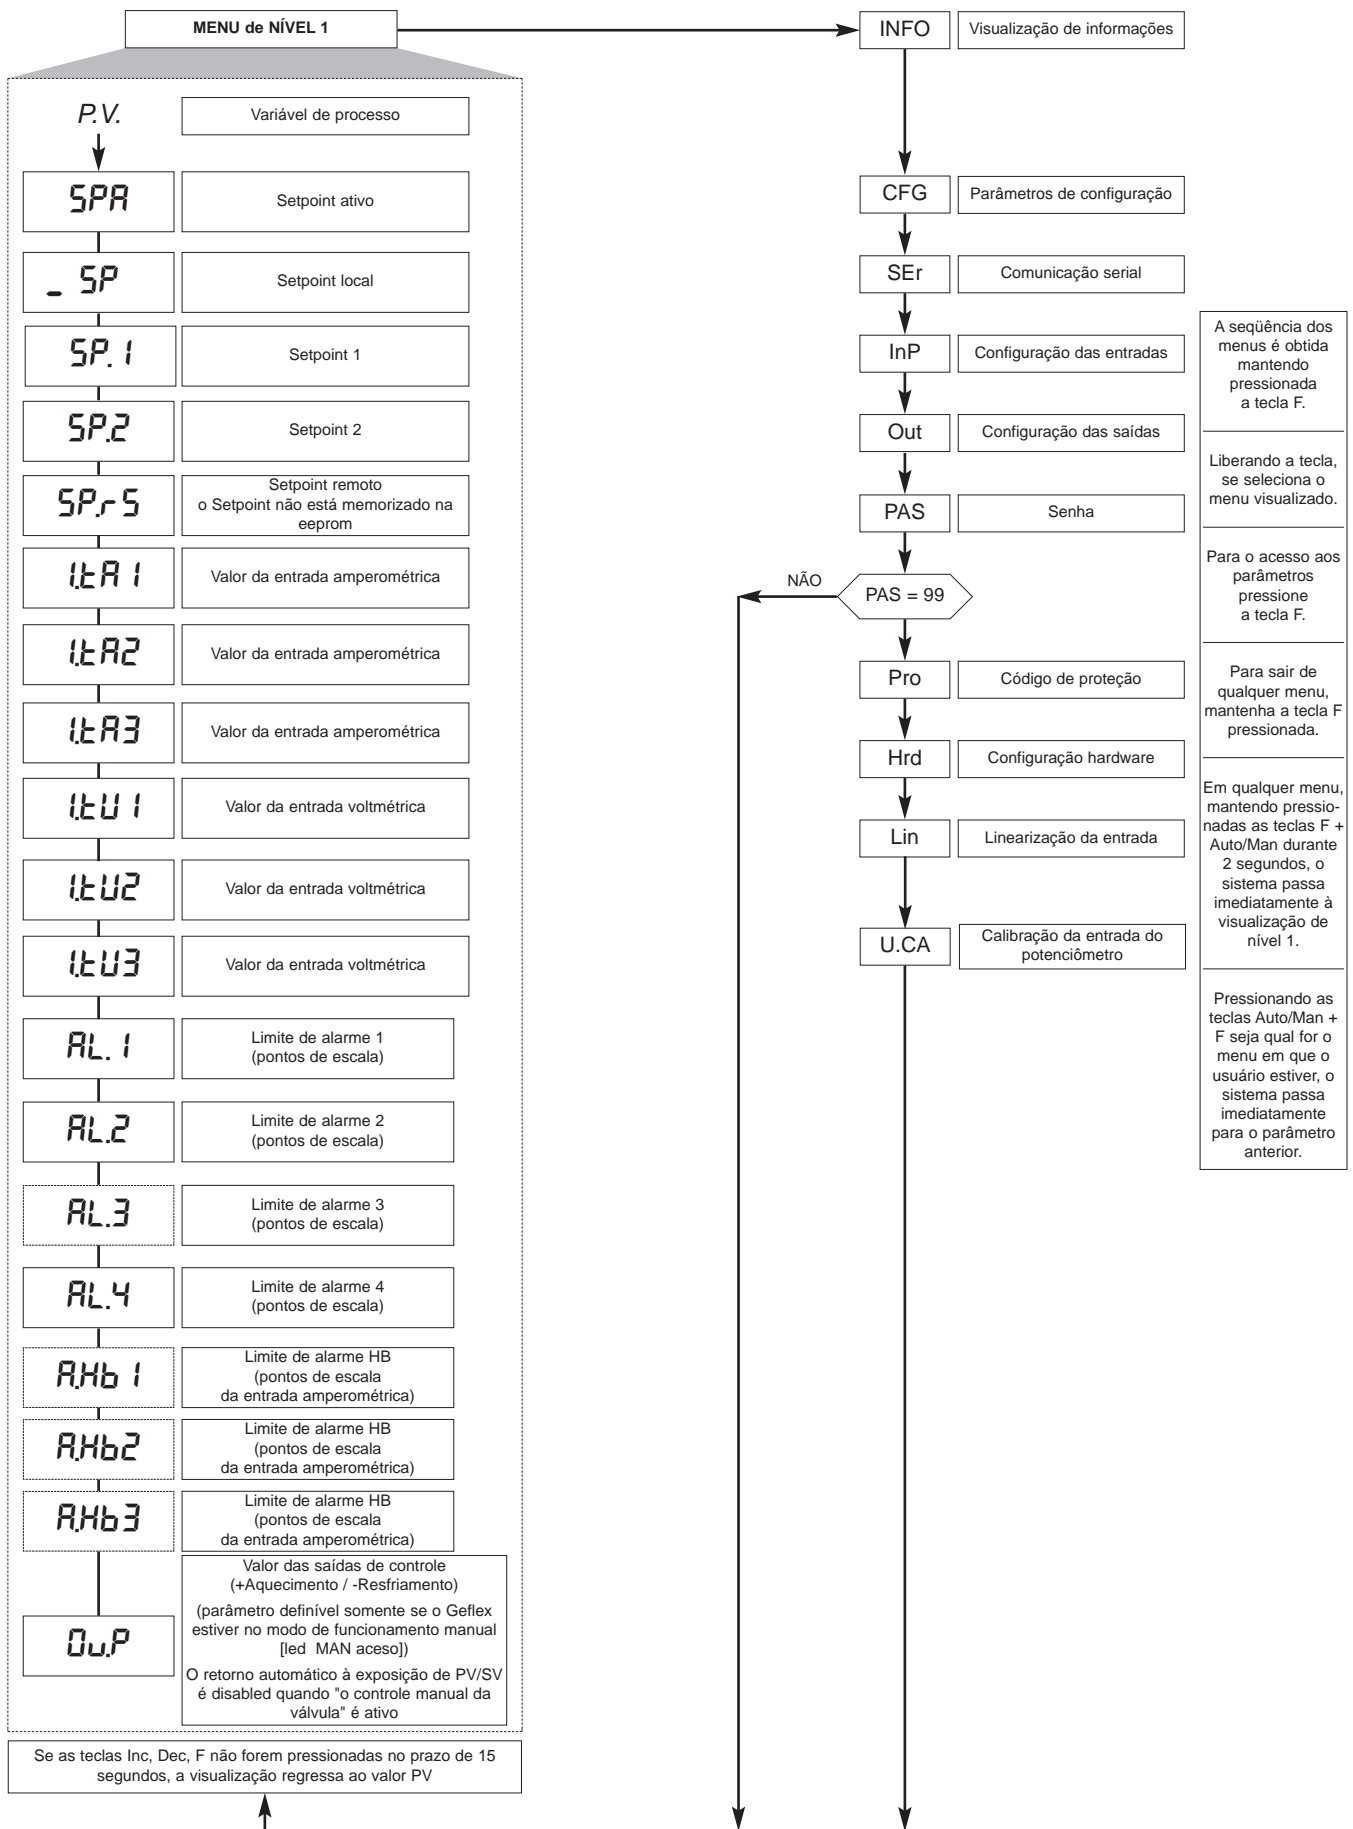 MENU de NÍVEL 1
P.V.
Variável de processo
SPA
Setpoint ativo
_ SP
Setpoint local
SP.1
Setpoint 1
SP.2
Setpoint 2
SP.rS
Setpoint remoto
o Setpoint não está memorizado na
eeprom
I.tA1
Valor da entrada amperométrica
I.tA2
Valor da entrada amperométrica
I.tA3
Valor da entrada amperométrica
I.tU1
Valor da entrada voltmétrica
I.tU2
Valor da entrada voltmétrica
I.tU3
Valor da entrada voltmétrica
AL.1
Limite de alarme 1
(pontos de escala)
AL.2
Limite de alarme 2
(pontos de escala)
AL.3
Limite de alarme 3
(pontos de escala)
AL.4
Limite de alarme 4
(pontos de escala)
A.Hb1
Limite de alarme HB
(pontos de escala
da entrada amperométrica)
A.Hb2
Limite de alarme HB
(pontos de escala
da entrada amperométrica)
A.Hb3
Limite de alarme HB
(pontos de escala
da entrada amperométrica)
Ou.P
Valor das saídas de controle
(+Aquecimento / -Resfriamento)
(parâmetro definível somente se o Geflex
estiver no modo de funcionamento manual
[led MAN aceso])
O retorno automático à exposição de PV/SV
é disabled quando "o controle manual da
válvula" é ativo
Se as teclas Inc, Dec, F não forem pressionadas no prazo de 15
segundos, a visualização regressa ao valor PV
INFO
Visualização de informações
CFG
Parâmetros de configuração
SEr
Comunicação serial
InP
Configuração das entradas
Out
Configuração das saídas
PAS
Senha
NÃO
PAS = 99
Pro
Código de proteção
Hrd
Configuração hardware
Lin
Linearização da entrada
U.CA
Calibração da entrada do
potenciômetro
A seqüência dos
menus é obtida
mantendo
pressionada
a tecla F.
Liberando a tecla,
se seleciona o
menu visualizado.
Para o acesso aos
parâmetros
pressione
a tecla F.
Para sair de
qualquer menu,
mantenha a tecla F
pressionada.
Em qualquer menu,
mantendo pressio-
nadas as teclas F +
Auto/Man durante
2 segundos, o
sistema passa
imediatamente à
visualização de
nível 1.
Pressionando as
teclas Auto/Man +
F seja qual for o
menu em que o
usuário estiver, o
sistema passa
imediatamente
para o parâmetro
anterior.